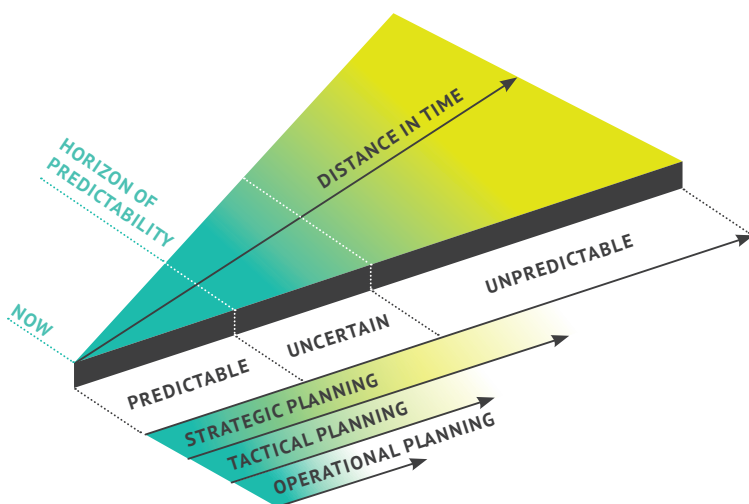 DISTANCE IN TIME
HORIZON OF
PREDICTABILITY
NOW
UNPREDICTABLE
UNCERTAIN
PREDICTABLE
STRATEGIC PLANNING
TACTICAL PLANNING
OPERATIONAL PLANNING